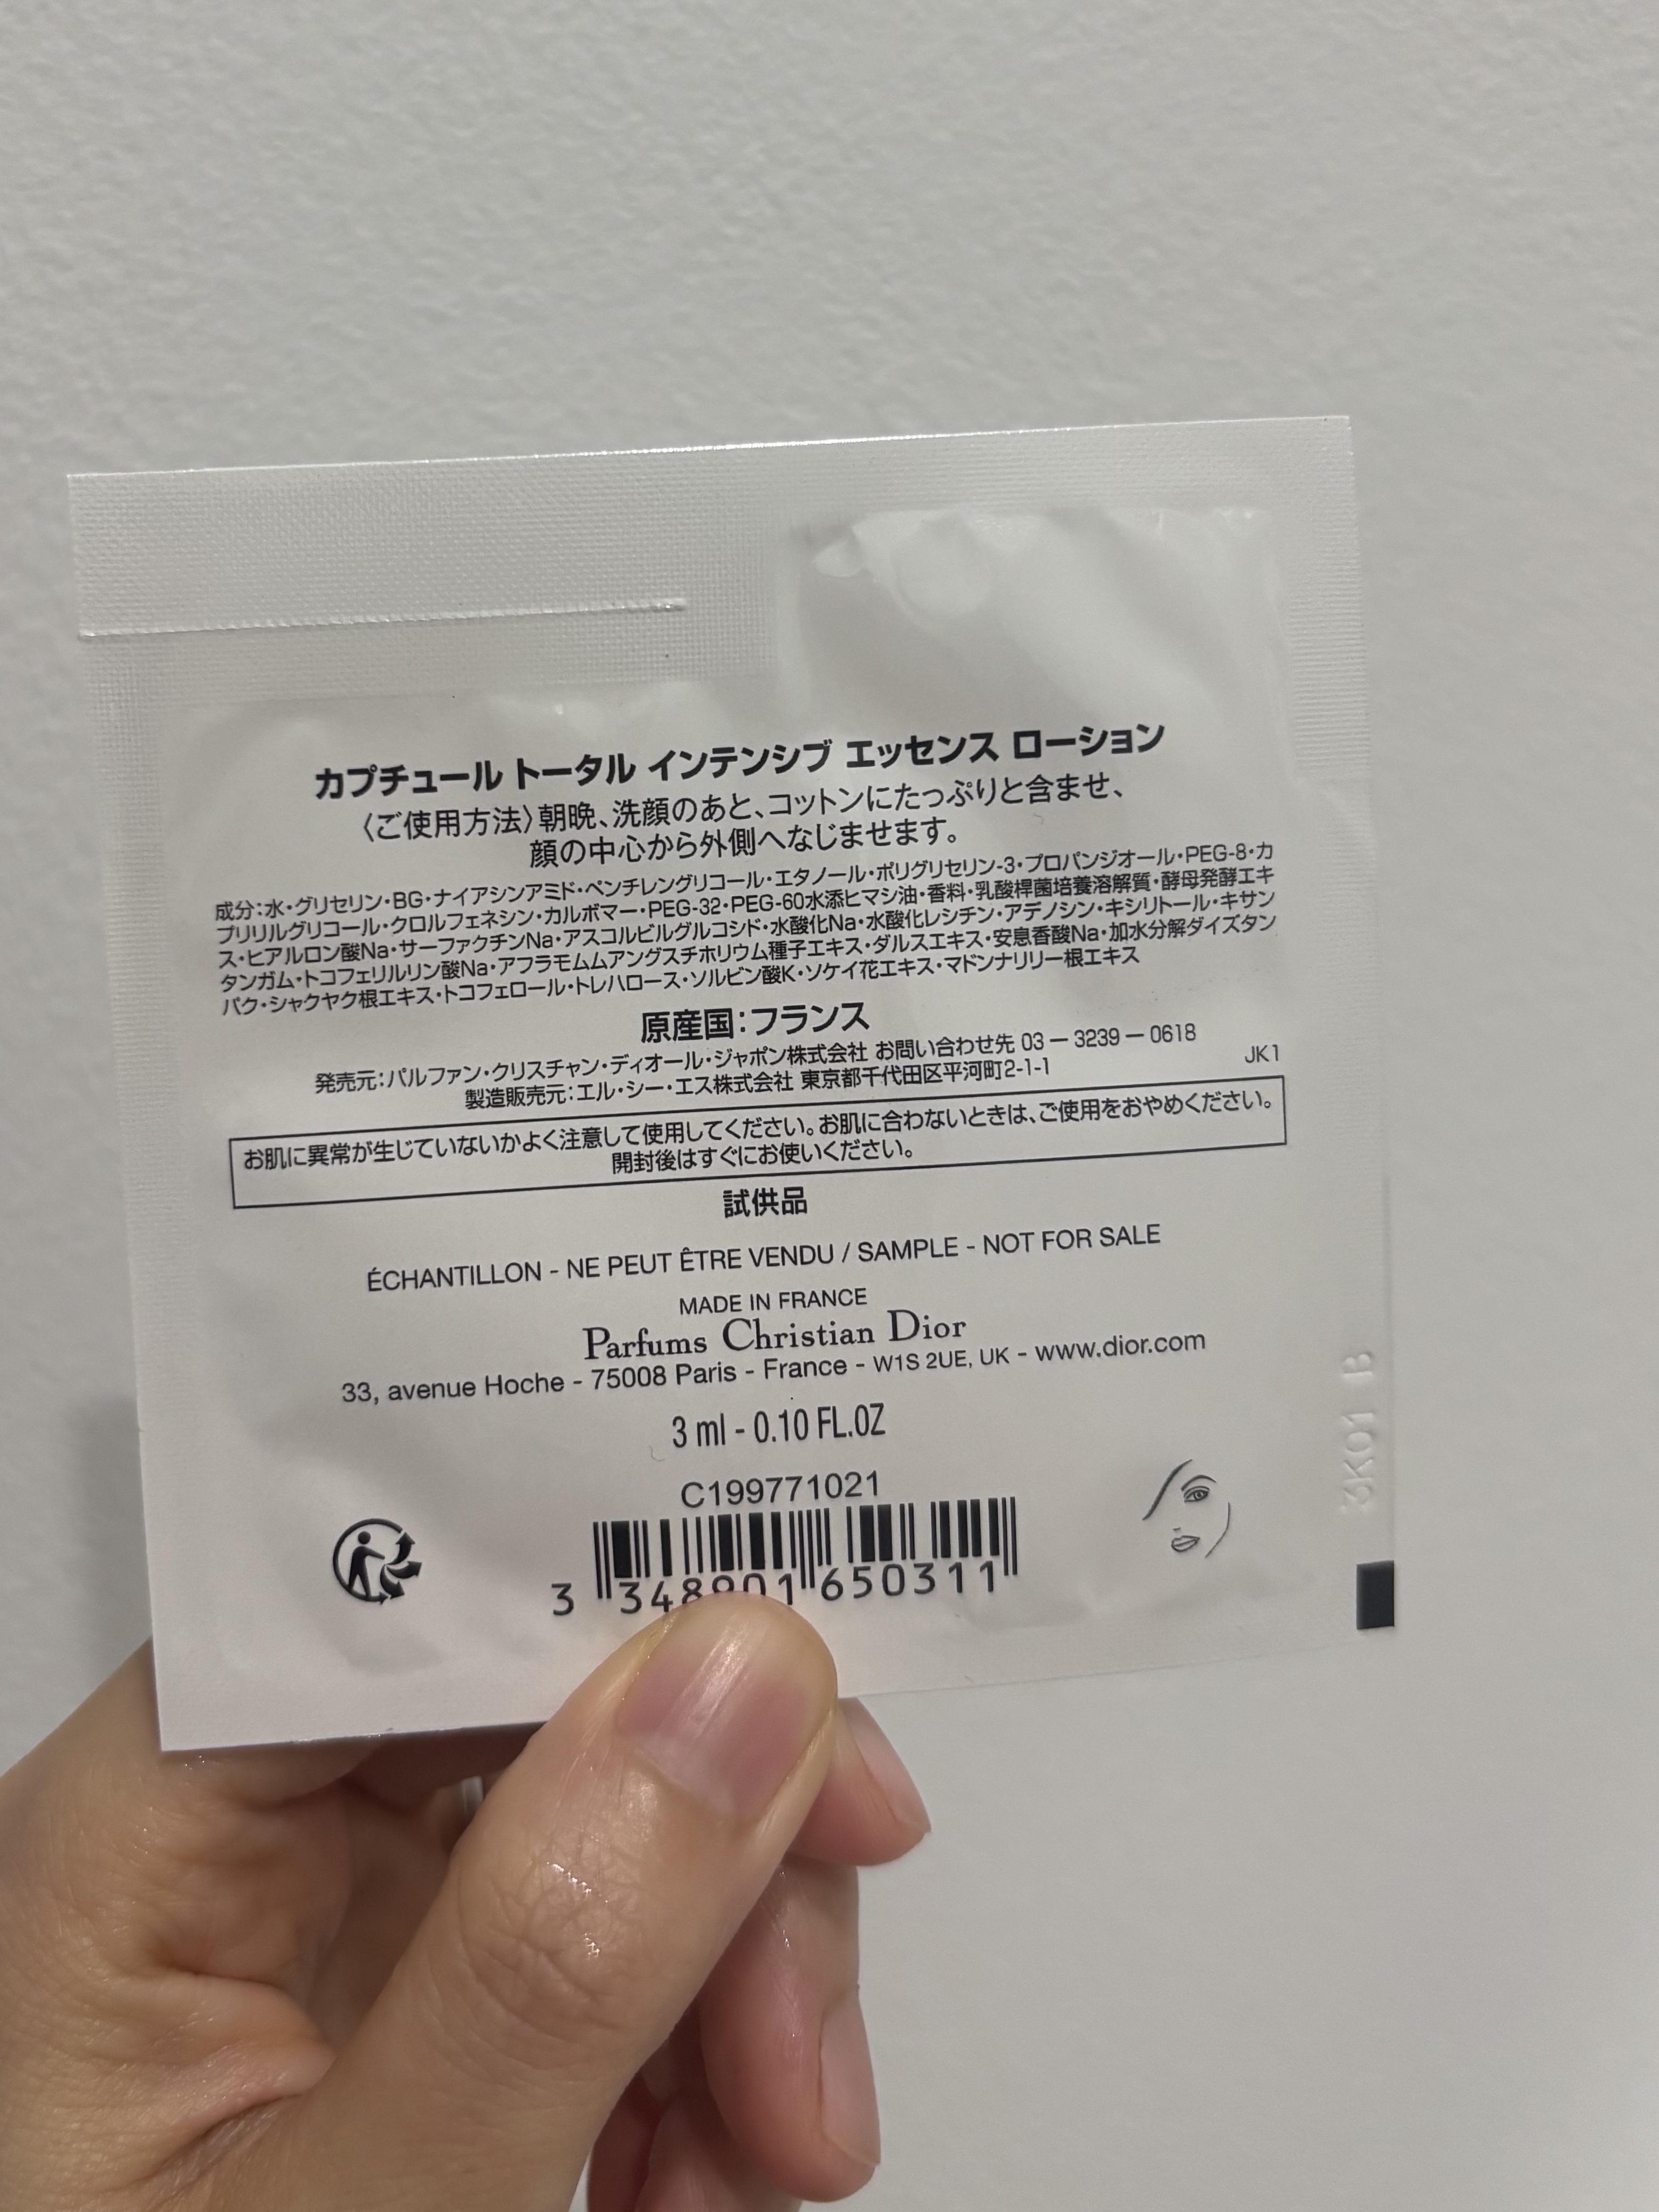 カプチュール トータル インテンシブ エッセンス ローション
〈ご使用方法〉朝晩、洗顔のあと、コットンにたっぷりと含ませ、
顔の中心から外側へなじませます。
成分：水・グリセリン・BG・ナイアシンアミド・ペンチレングリコール・エタノール・ポリグリセリン-3・プロパンジオール・PEG-8・カ
プリリルグリコール・クロルフェネシン・カルボマー・PEG-32・PEG-60水添ヒマシ油・香料・乳酸桿菌培養溶解質・酵母発酵エキ
ス・ヒアルロン酸Na・サーファクチンNa・アスコルビルグルコシド・水酸化Na・水酸化レシチン・アデノシン・キシリトール・キサン
タンガム・トコフェリルリン酸Na・アフラモムムアングスチホリウム種子エキス・ダルスエキス・安息香酸Na・加水分解ダイズタン
パク・シャクヤク根エキス・トコフェロール・トレハロース・ソルビン酸K・ソケイ花エキス・マドンナリリー根エキス
原産国：フランス
発売元：パルファン・クリスチャン・ディオール・ジャポン株式会社 お問い合わせ先 03－3239－0618
製造販売元：エル・シー・エス株式会社 東京都千代田区平河町2-1-1
JK1
お肌に異常が生じていないかよく注意して使用してください。お肌に合わないときは、ご使用をおやめください。
開封後はすぐにお使いください。
試供品
ÉCHANTILLON - NE PEUT ÊTRE VENDU / SAMPLE - NOT FOR SALE
MADE IN FRANCE
Parfums Christian Dior
33, avenue Hoche - 75008 Paris - France - W1S 2UE, UK - www.dior.com
3 ml - 0.10 FL.OZ
C199771021
3 348901 650311
3K01 B